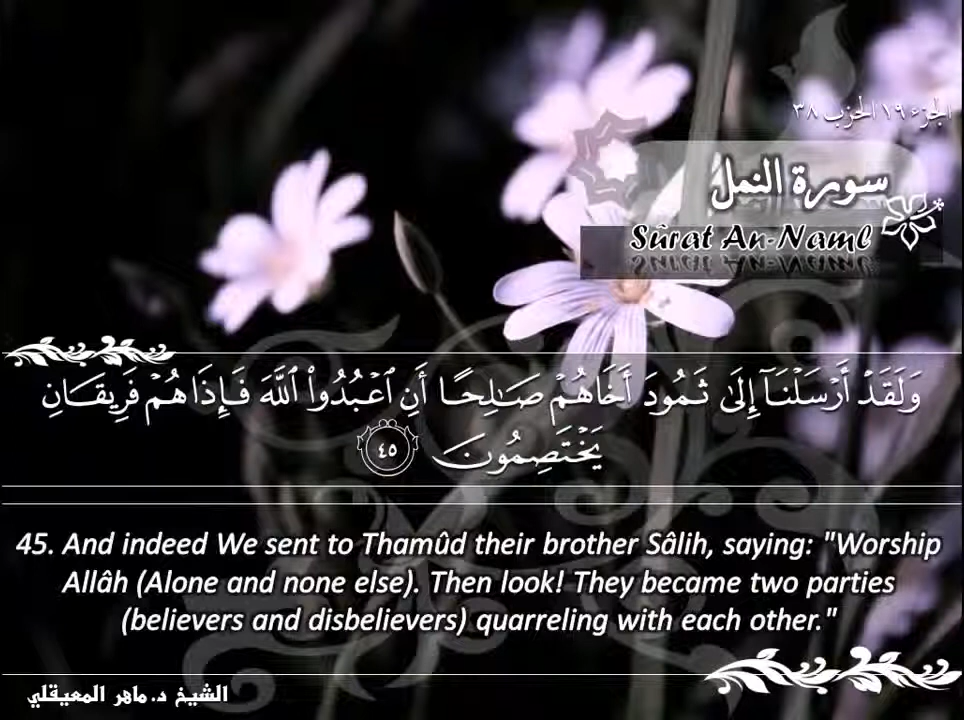 الجزء ١٩ الحزب ٣٨
سورة النمل
Sûrat An-Naml
وَلَقَدْ أَرْسَلْنَآ إِلَىٰ ثَمُودَ أَخَاهُمْ صَـٰلِحًا أَنِ ٱعْبُدُوا۟ ٱللَّهَ فَإِذَا هُمْ فَرِيقَانِ
يَخْتَصِمُونَ ٤٥
45. And indeed We sent to Thamûd their brother Sâlih, saying: "Worship
Allâh (Alone and none else). Then look! They became two parties
(believers and disbelievers) quarreling with each other."
الشيخ د. ماهر المعيقلي